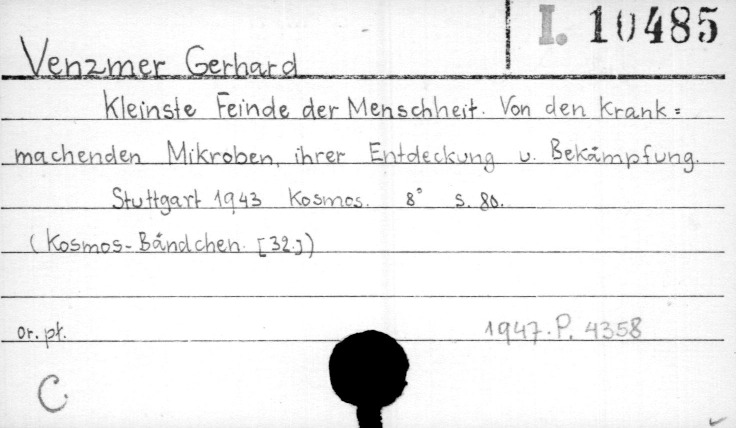 I. 10485
Venzmer Gerhard
Kleinste Feinde der Menschheit. Von den Krank=
machenden Mikroben, ihrer Entdeckung u. Bekämpfung.
Stuttgart 1943 Kosmos. 8° S. 80.
(Kosmos-Bändchen. [32.])
or. pt.
1947. P. 4358
C